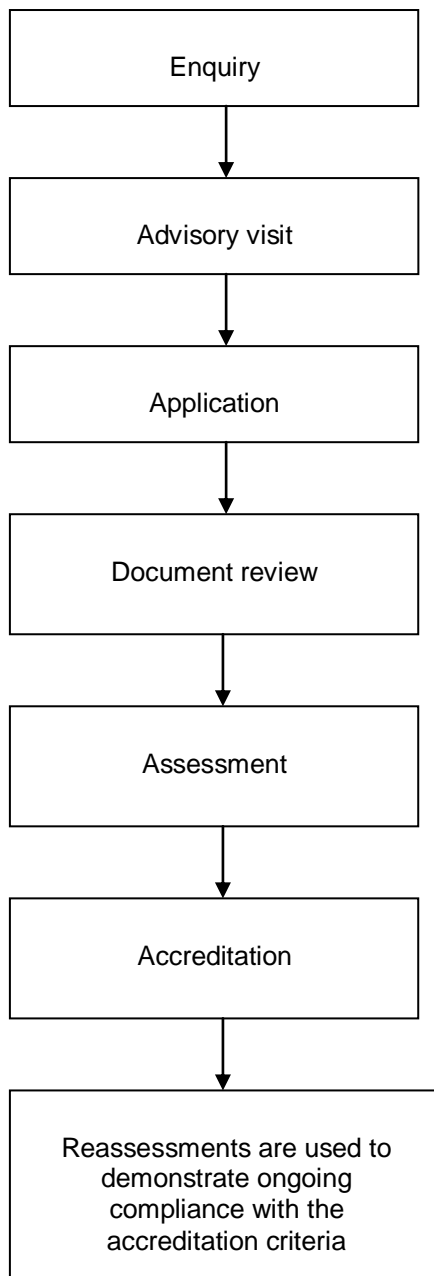 Enquiry
Advisory visit
Application
Document review
Assessment
Accreditation
Reassessments are used to
demonstrate ongoing
compliance with the
accreditation criteria